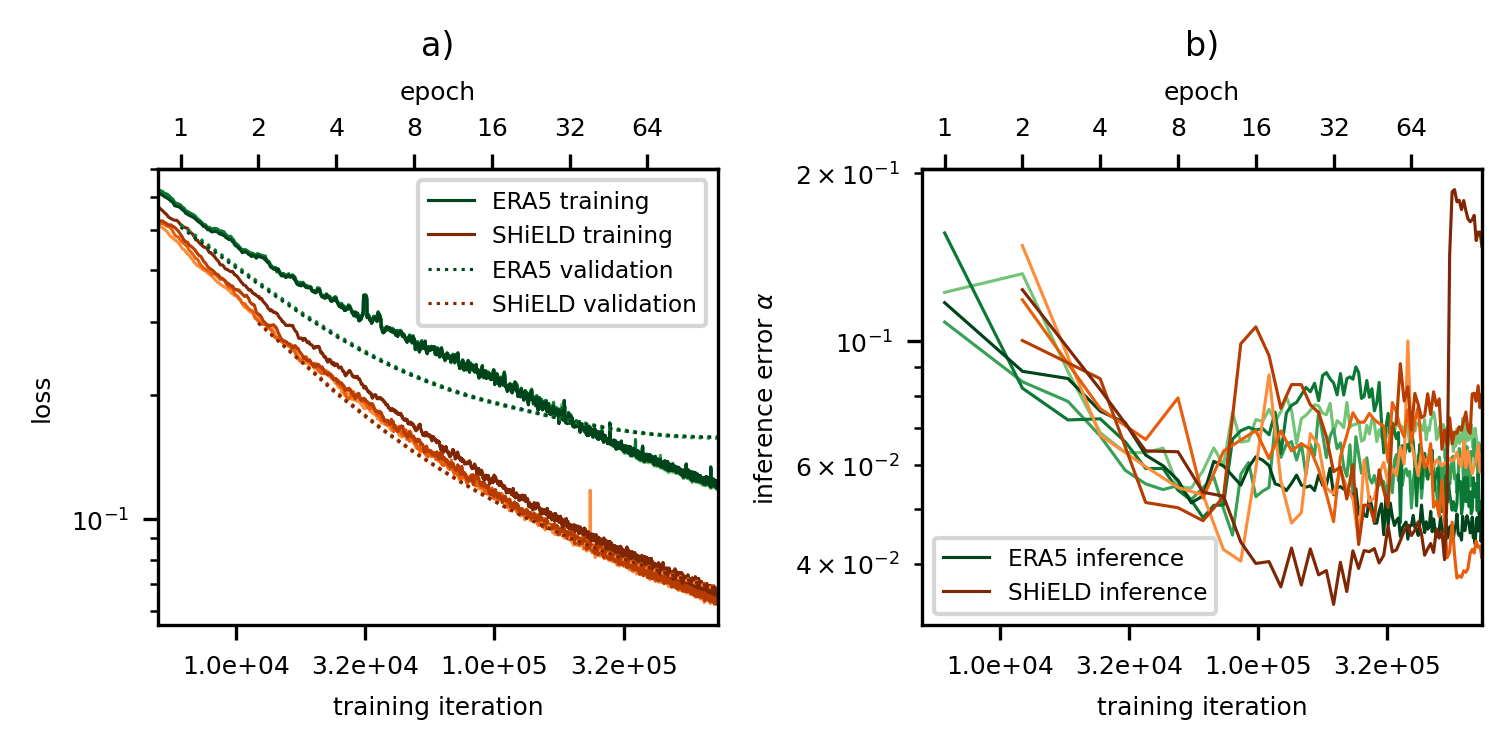 a)
epoch
1 2 4 8 16 32 64
ERA5 training
SHiELD training
ERA5 validation
SHiELD validation
loss
10⁻¹
1.0e+04 3.2e+04 1.0e+05 3.2e+05
training iteration
b)
epoch
1 2 4 8 16 32 64
2 × 10⁻¹
10⁻¹
6 × 10⁻²
4 × 10⁻²
inference error α
ERA5 inference
SHiELD inference
1.0e+04 3.2e+04 1.0e+05 3.2e+05
training iteration